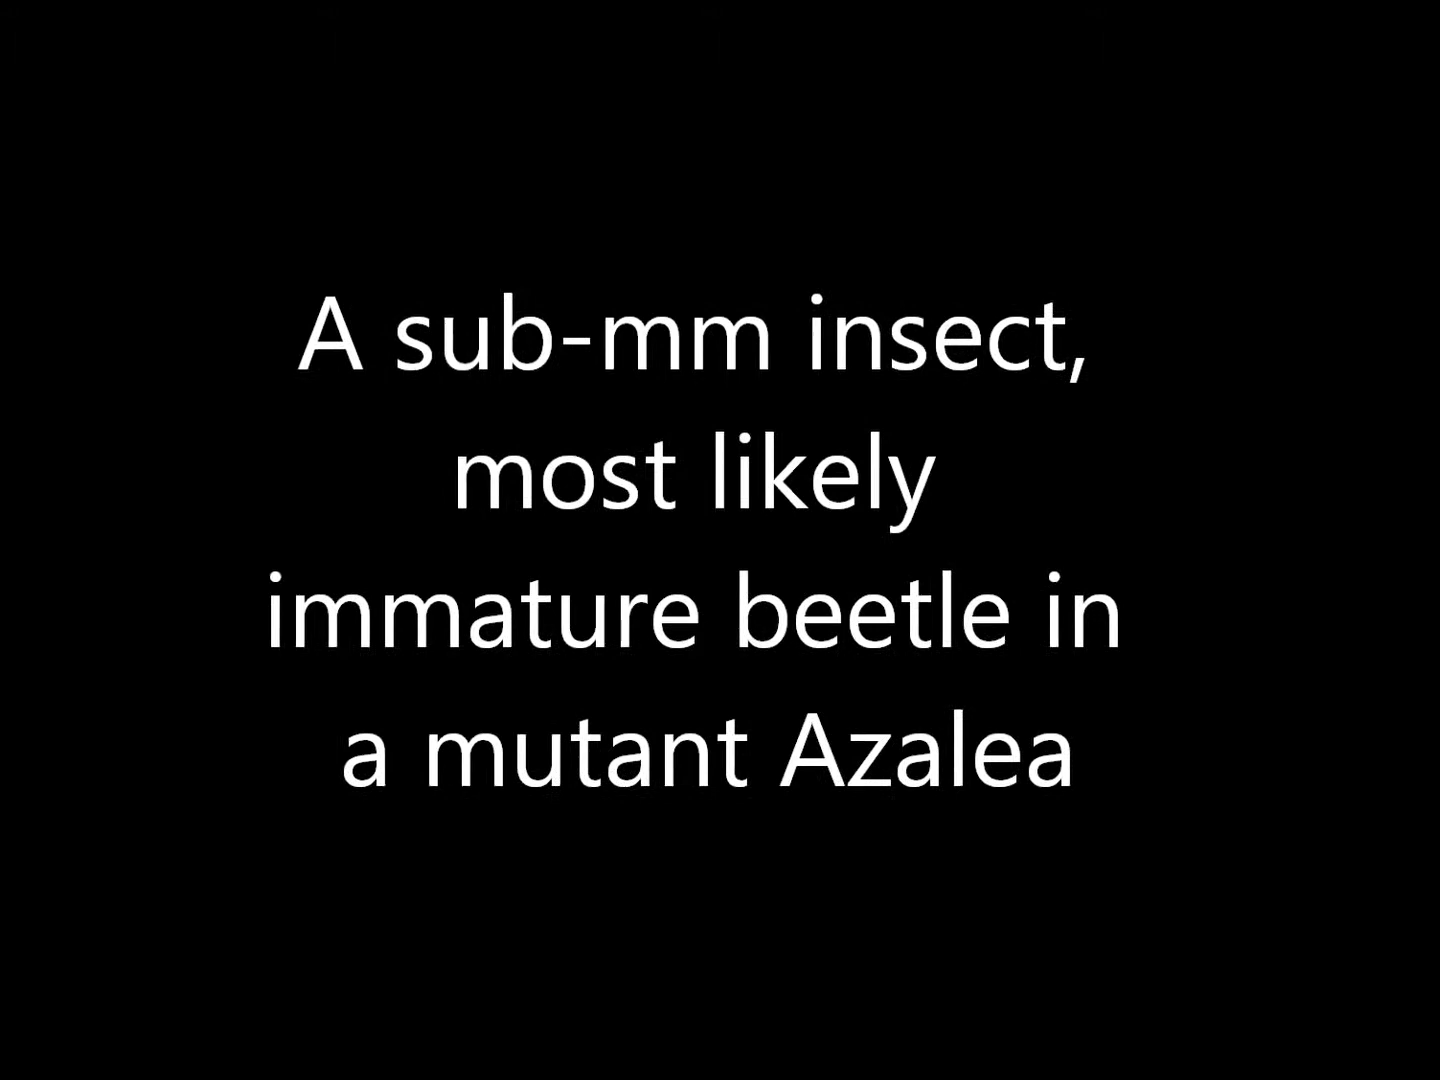 A sub-mm insect,
most likely
immature beetle in
a mutant Azalea